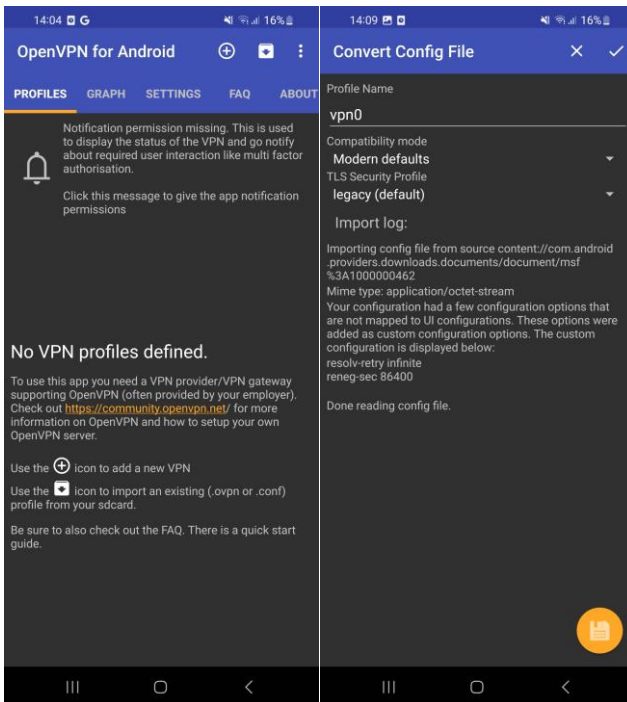 14:04 G 16%
OpenVPN for Android
PROFILES GRAPH SETTINGS FAQ ABOUT
Notification permission missing. This is used
to display the status of the VPN and go notify
about required user interaction like multi factor
authorisation.
Click this message to give the app notification
permissions
No VPN profiles defined.
To use this app you need a VPN provider/VPN gateway
supporting OpenVPN (often provided by your employer).
Check out https://community.openvpn.net/ for more
information on OpenVPN and how to setup your own
OpenVPN server.
Use the icon to add a new VPN
Use the icon to import an existing (.ovpn or .conf)
profile from your sdcard.
Be sure to also check out the FAQ. There is a quick start
guide.
14:09 16%
Convert Config File
Profile Name
vpn0
Compatibility mode
Modern defaults
TLS Security Profile
legacy (default)
Import log:
Importing config file from source content://com.android
.providers.downloads.documents/document/msf
%3A1000000462
Mime type: application/octet-stream
Your configuration had a few configuration options that
are not mapped to UI configurations. These options were
added as custom configuration options. The custom
configuration is displayed below:
resolv-retry infinite
reneg-sec 86400
Done reading config file.